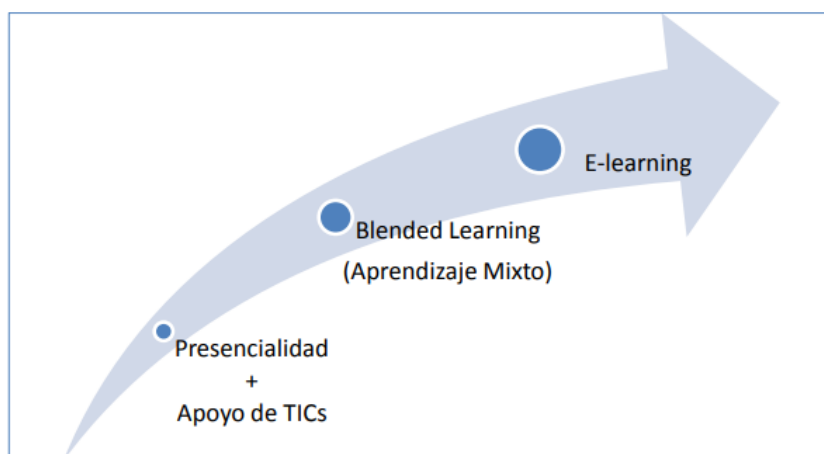 E-learning
Blended Learning
(Aprendizaje Mixto)
Presencialidad
+
Apoyo de TICs